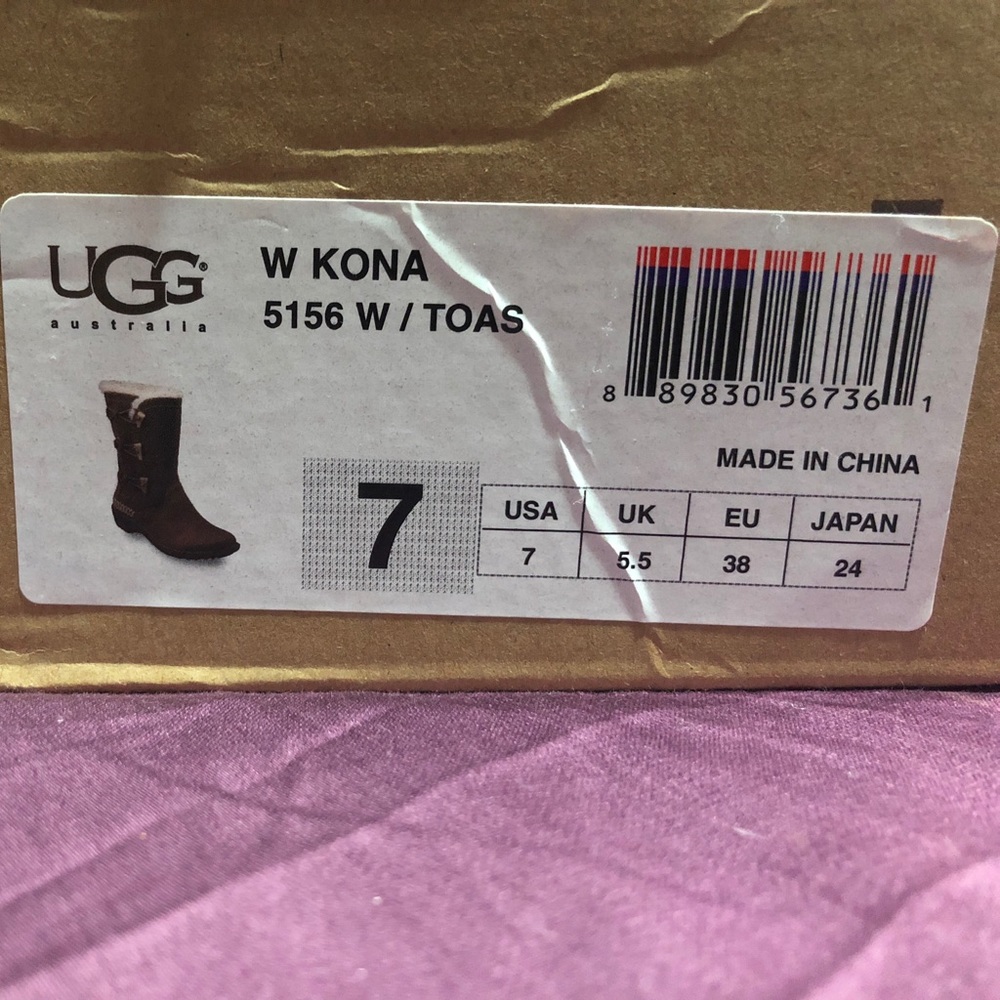 UGG®
australia
W KONA
5156 W / TOAS
8 89830 56736 1
MADE IN CHINA
7
USA UK EU JAPAN
7 5.5 38 24